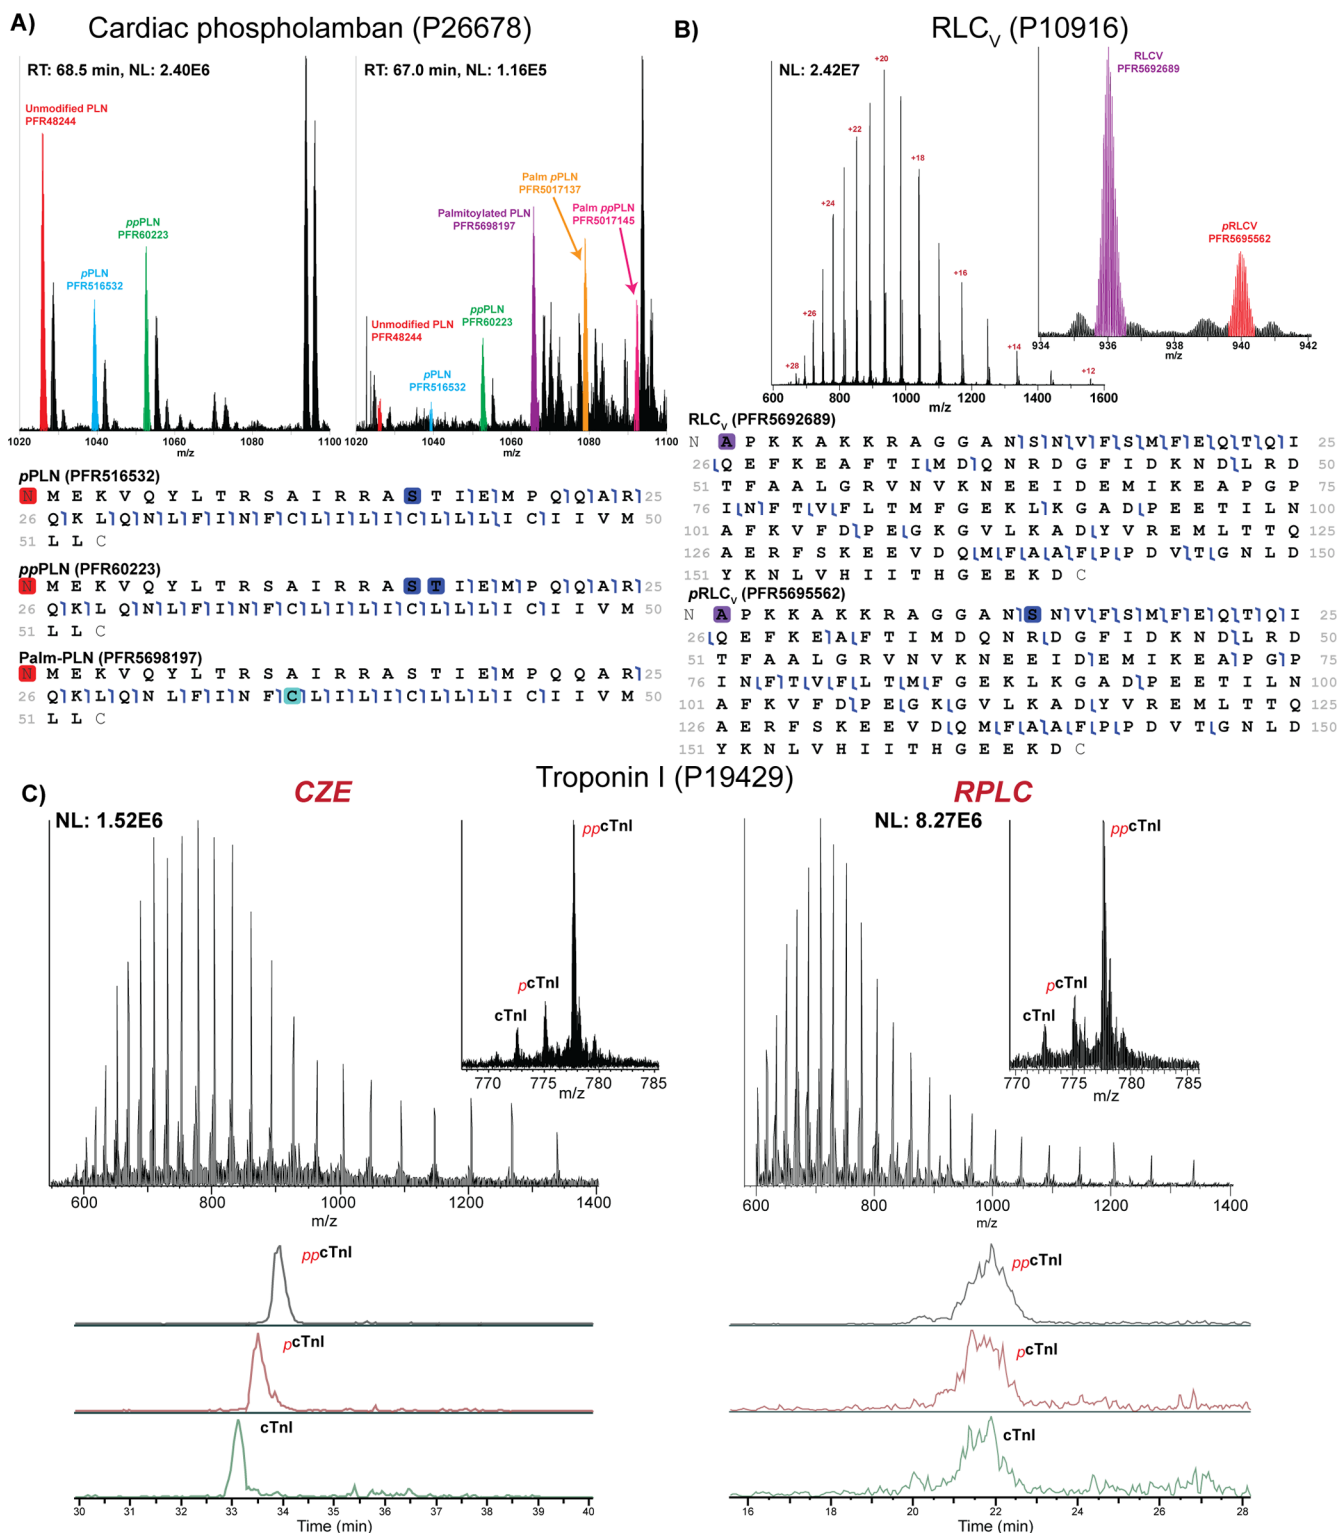 A)
Cardiac phospholamban (P26678)
RT: 68.5 min, NL: 2.40E6
Unmodified PLN
PFR48244
ppPLN
PFR60223
pPLN
PFR516532
1020 1040 1060 1080 1100
m/z
RT: 67.0 min, NL: 1.16E5
Palm pPLN
PFR5017137
Palmitoylated PLN
PFR5698197
Palm ppPLN
PFR5017145
ppPLN
PFR60223
Unmodified PLN
PFR48244
pPLN
PFR516532
1020 1040 1060 1080 1100
m/z
pPLN (PFR516532)
N M E K V Q Y L T R S A I R R A S T I E M P Q Q A R 25
26 Q K L Q N L F I N F C L I L I C L L L I C I I V M 50
51 L L C
ppPLN (PFR60223)
N M E K V Q Y L T R S A I R R A S T I E M P Q Q A R 25
26 Q K L Q N L F I N F C L I L I C L L L I C I I V M 50
51 L L C
Palm-PLN (PFR5698197)
N M E K V Q Y L T R S A I R R A S T I E M P Q Q A R 25
26 Q K L Q N L F I N F C L I L I C L L L I C I I V M 50
51 L L C
B)
RLCV (P10916)
NL: 2.42E7
+20
+22
+18
+24
+16
+26
+14
+28
+12
600 800 1000 1200 1400 1600
m/z
RLCV
PFR5692689
pRLCV
PFR5695562
934 936 938 940 942
m/z
RLCV (PFR5692689)
N A P K K A K K R A G G A N S N V F S M F E Q T Q I 25
26 Q E F K E A F T I M D Q N R D G F I D K N D L R D 50
51 T F A A L G R V N V K N E E I D E M I K E A P G P 75
76 I N F T V F L T M F G E K L K G A D P E E T I L N 100
101 A F K V F D P E G K G V L K A D Y V R E M L T T Q 125
126 A E R F S K E E V D Q M F A A F P P D V T G N L D 150
151 Y K N L V H I I T H G E E K D C
pRLCV (PFR5695562)
N A P K K A K K R A G G A N S N V F S M F E Q T Q I 25
26 Q E F K E A F T I M D Q N R D G F I D K N D L R D 50
51 T F A A L G R V N V K N E E I D E M I K E A P G P 75
76 I N F T V F L T M F G E K L K G A D P E E T I L N 100
101 A F K V F D P E G K G V L K A D Y V R E M L T T Q 125
126 A E R F S K E E V D Q M F A A F P P D V T G N L D 150
151 Y K N L V H I I T H G E E K D C
C)
Troponin I (P19429)
CZE
NL: 1.52E6
ppcTnI
pcTnI
cTnI
770 775 780 785
m/z
600 800 1000 1200 1400
m/z
ppcTnI
pcTnI
cTnI
30 31 32 33 34 35 36 37 38 39 40
Time (min)
RPLC
NL: 8.27E6
ppcTnI
pcTnI
cTnI
770 775 780 785
m/z
600 800 1000 1200 1400
m/z
ppcTnI
pcTnI
cTnI
16 18 20 22 24 26 28
Time (min)